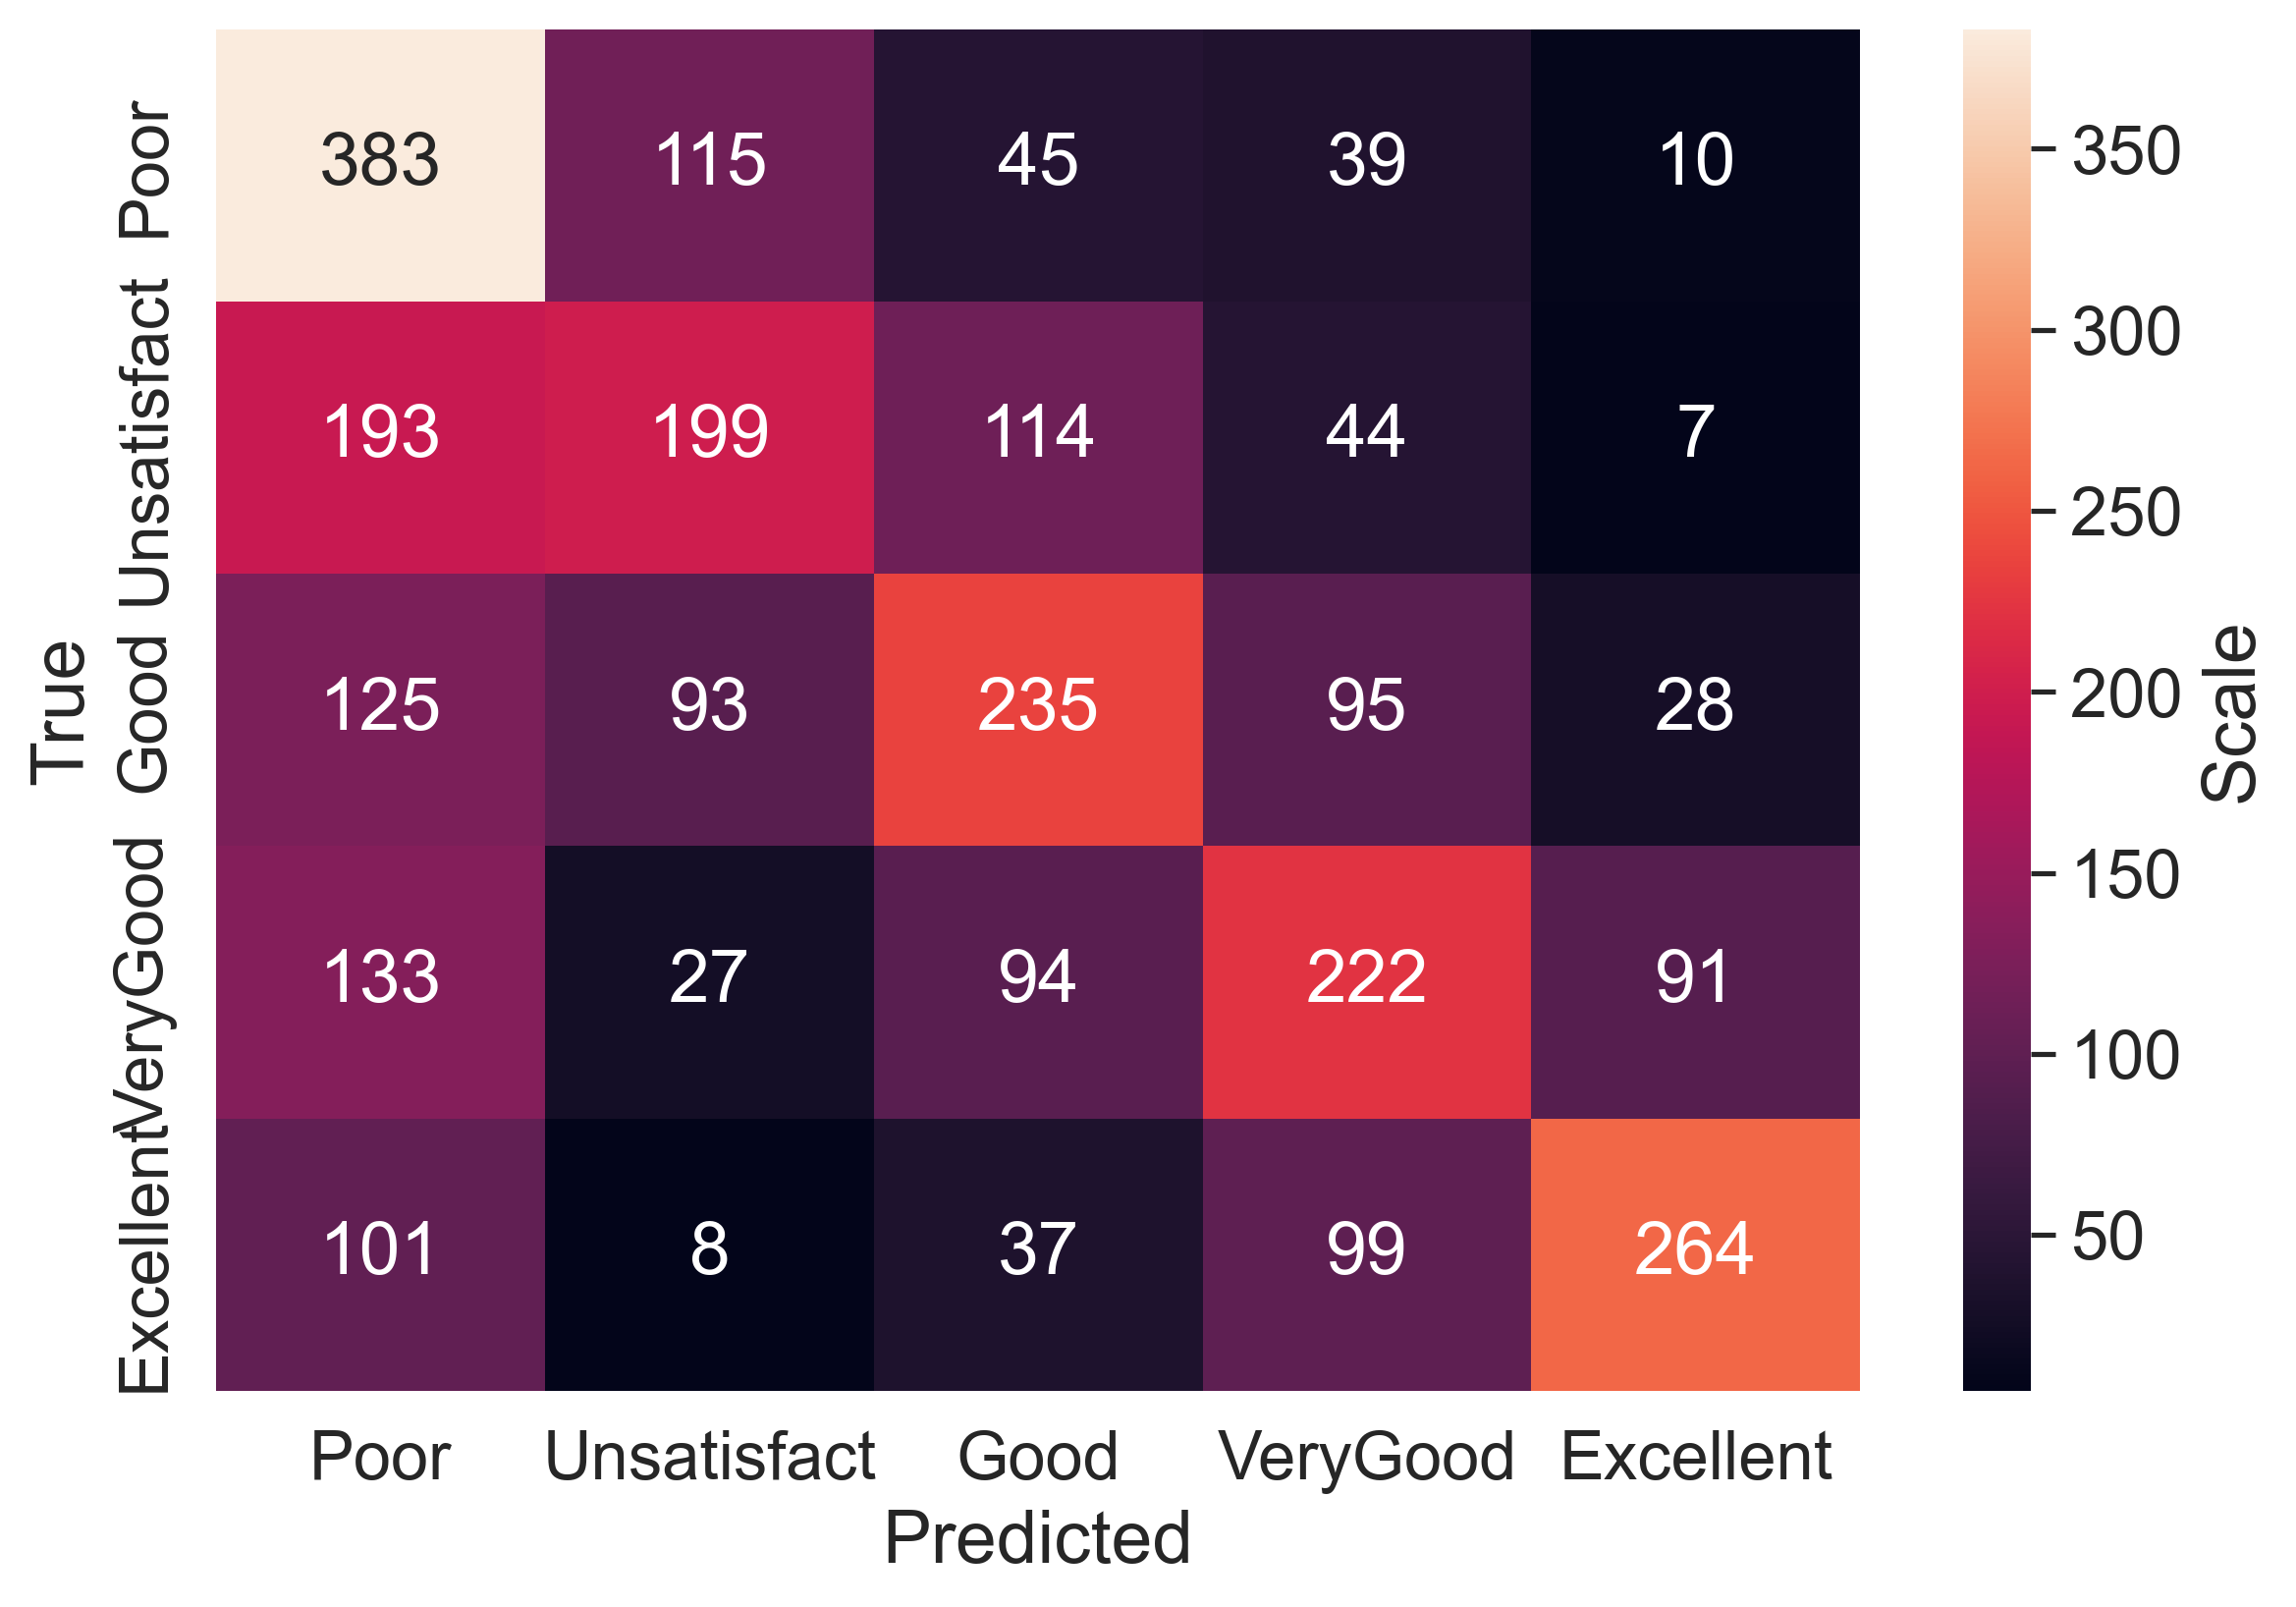 True
Poor
383 115 45 39 10
Unsatisfact
193 199 114 44 7
Good
125 93 235 95 28
VeryGood
133 27 94 222 91
Excellent
101 8 37 99 264
Poor Unsatisfact Good VeryGood Excellent
Predicted
350
300
250
200
150
100
50
Scale